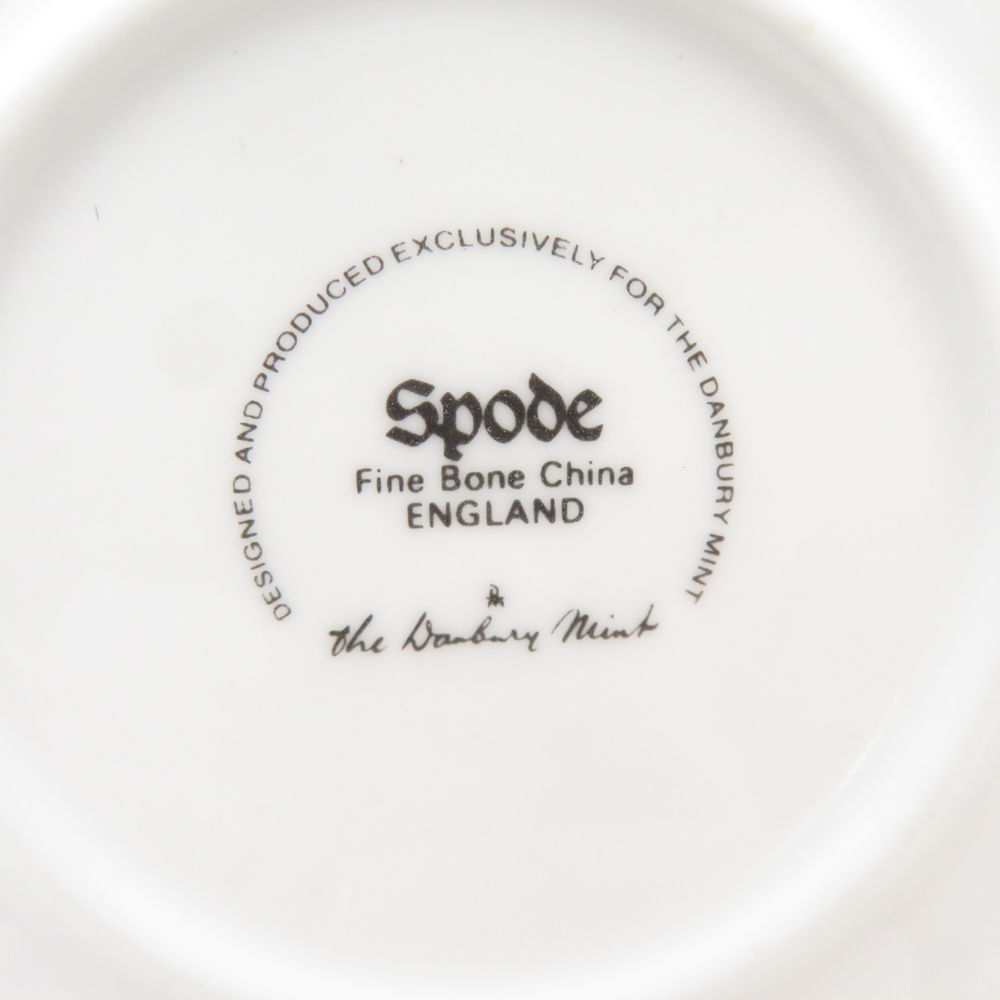 DESIGNED AND PRODUCED EXCLUSIVELY FOR THE DANBURY MINT
Spode
Fine Bone China
ENGLAND
the Danbury Mint